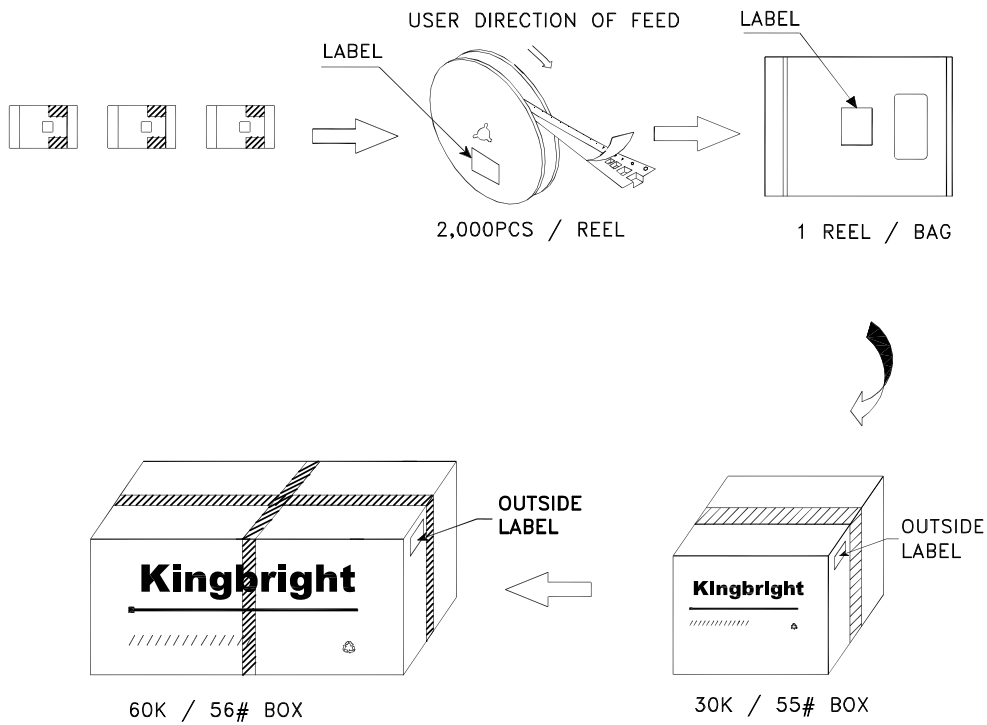 USER DIRECTION OF FEED
LABEL
LABEL
2,000PCS / REEL
1 REEL / BAG
OUTSIDE
LABEL
OUTSIDE
LABEL
Kingbright
Kingbright
60K / 56# BOX
30K / 55# BOX